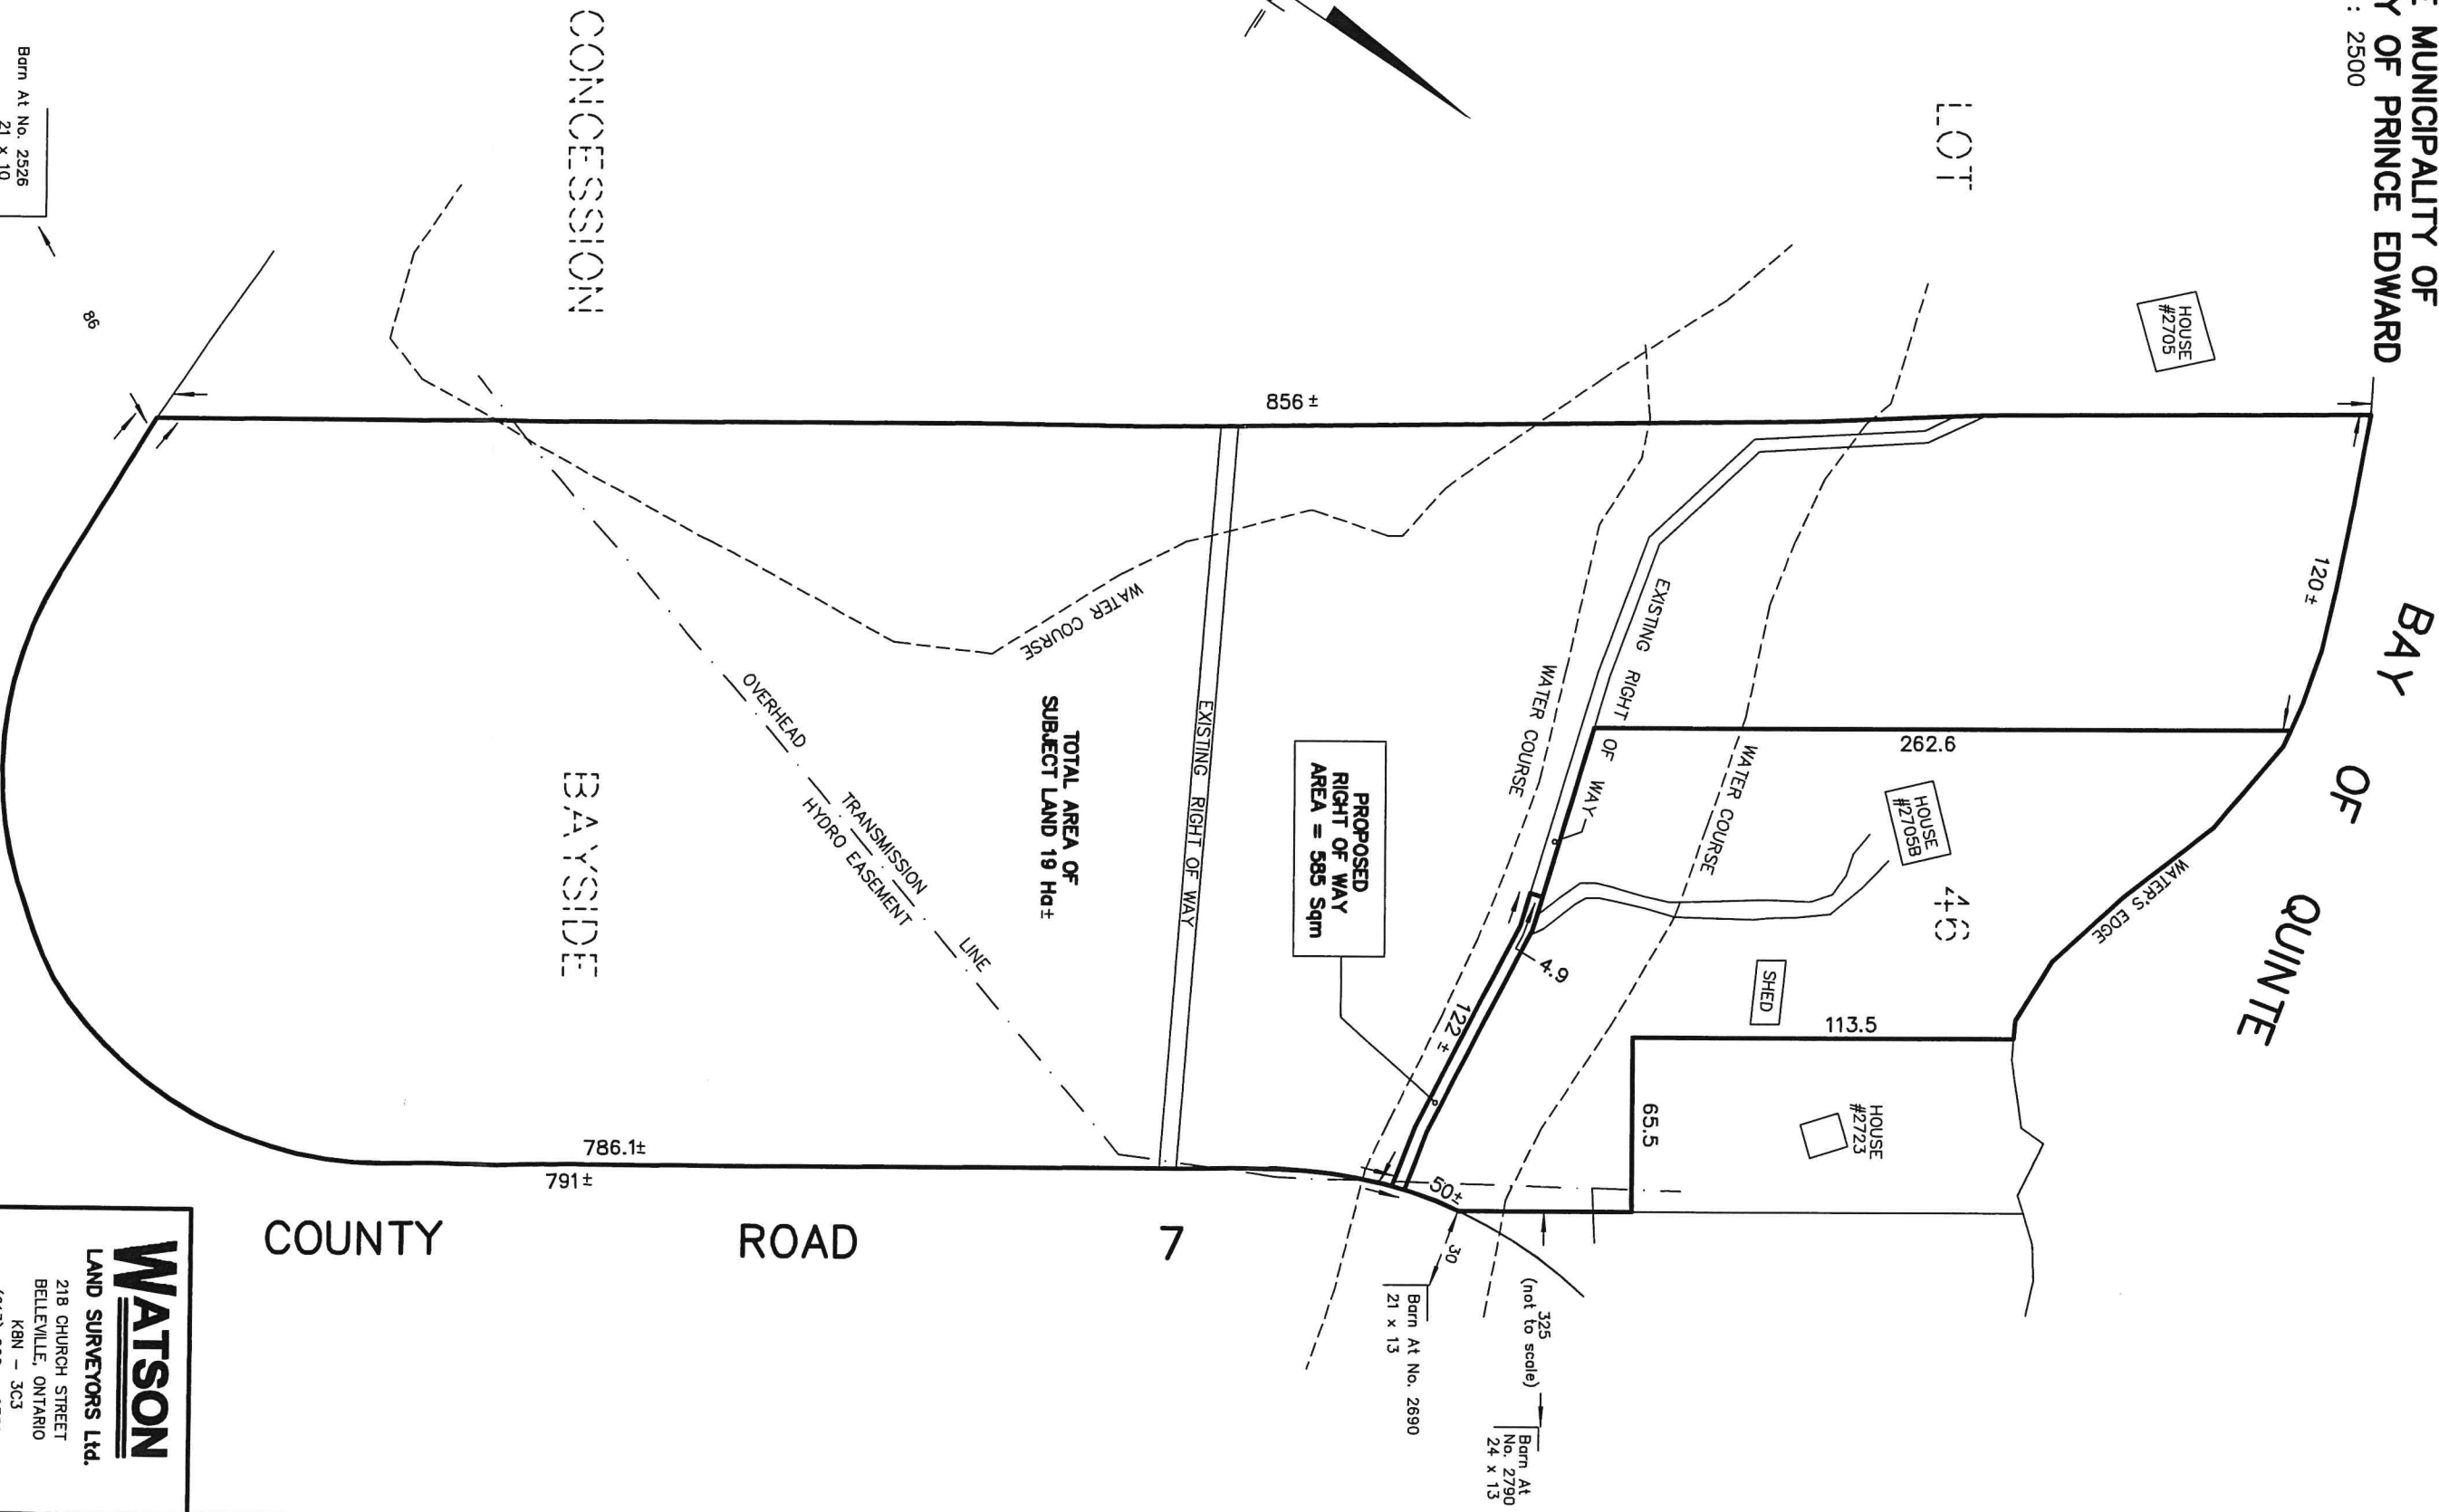 MUNICIPALITY OF
Y OF PRINCE EDWARD
: 2500
LOT
CONCESSION
Barn At No. 2526
21 x 10
86
HOUSE
#2705
856±
120±
BAY OF QUINTE
WATER'S EDGE
262.6
HOUSE
#2705B
46
SHED
113.5
65.5
HOUSE
#2723
EXISTING RIGHT OF WAY
WATER COURSE
WATER COURSE
WATER COURSE
EXISTING RIGHT OF WAY
PROPOSED
RIGHT OF WAY
AREA = 585 Sqm
4.9
122±
50±
30
TOTAL AREA OF
SUBJECT LAND 19 Ha±
OVERHEAD TRANSMISSION LINE
HYDRO EASEMENT
BAYSIDE
786.1±
791±
COUNTY ROAD 7
Barn At No. 2690
21 x 13
325
(not to scale)
Barn At
No. 2790
24 x 13
WATSON
LAND SURVEYORS Ltd.
218 CHURCH STREET
BELLEVILLE, ONTARIO
K8N - 3C3